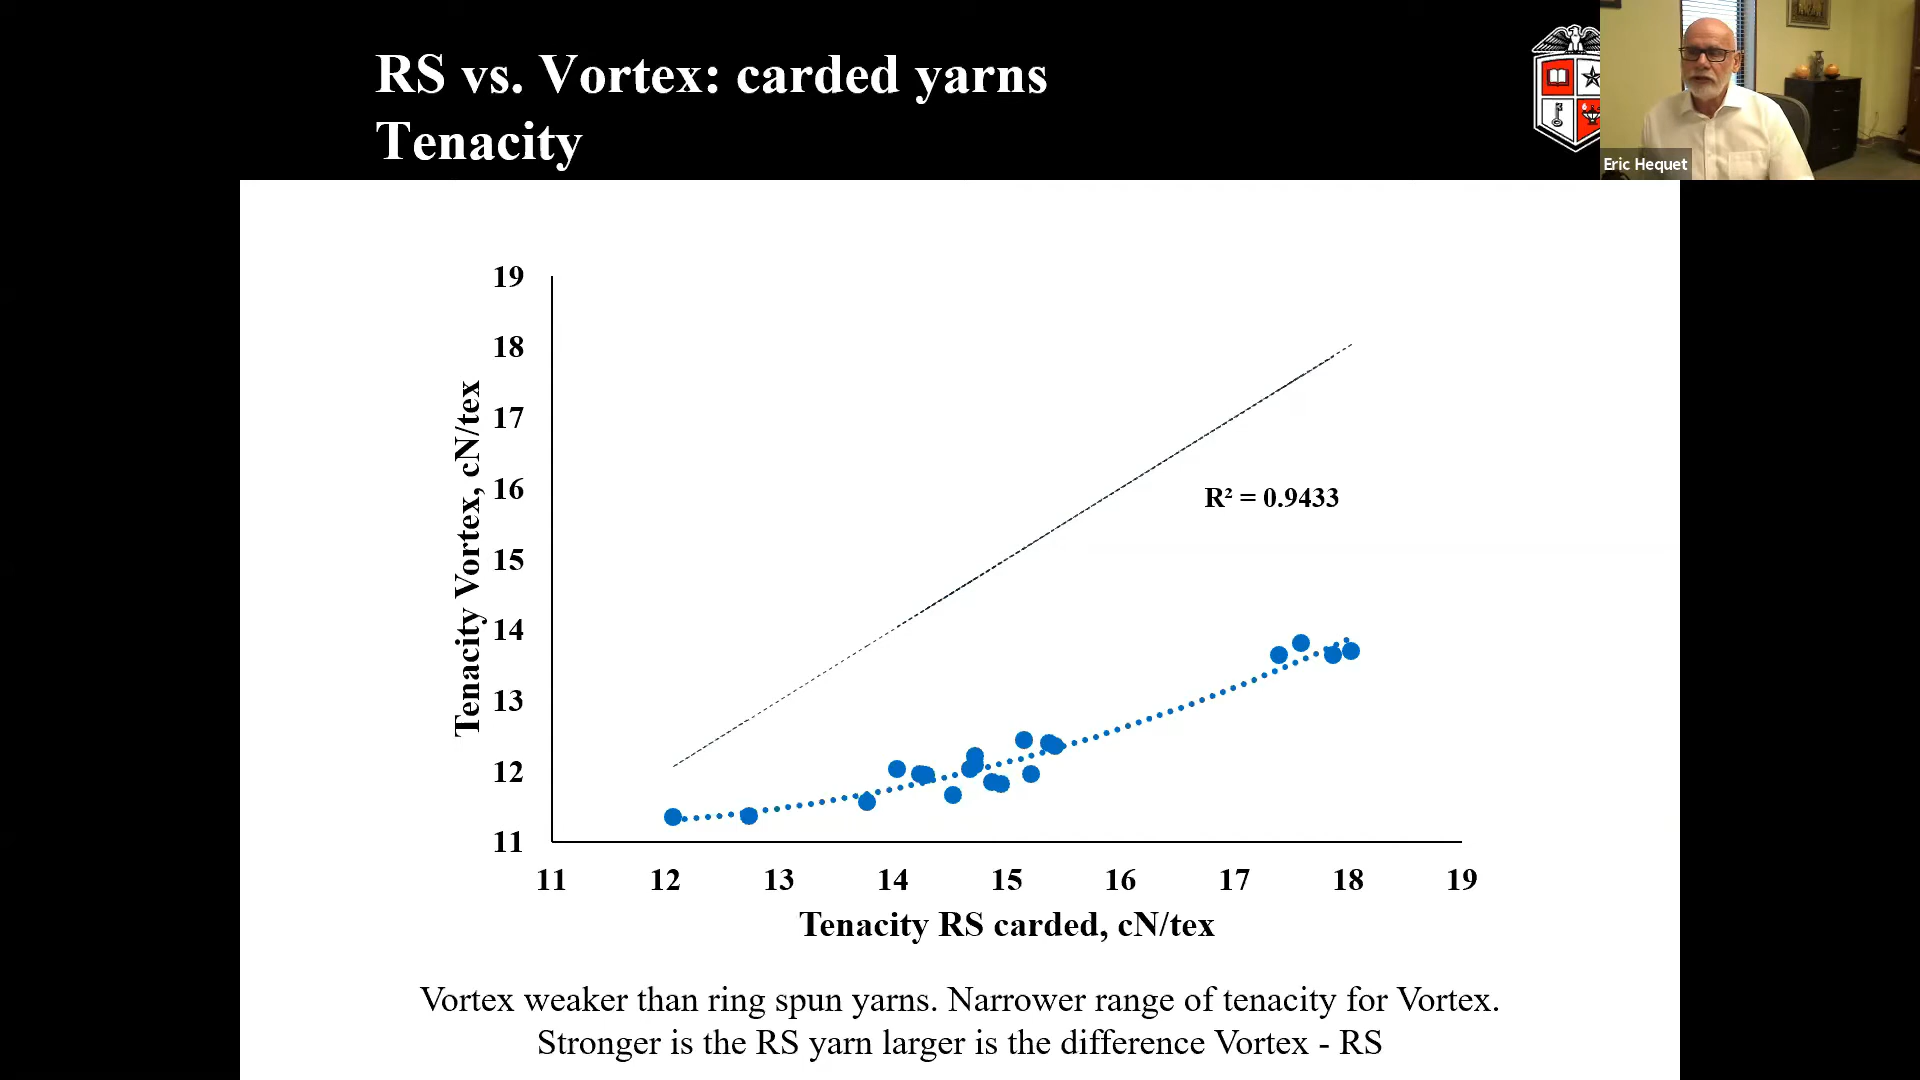 RS vs. Vortex: carded yarns
Tenacity
Eric Hequet
19
18
17
16
15
14
13
12
11
Tenacity Vortex, cN/tex
R² = 0.9433
11 12 13 14 15 16 17 18 19
Tenacity RS carded, cN/tex
Vortex weaker than ring spun yarns. Narrower range of tenacity for Vortex.
Stronger is the RS yarn larger is the difference Vortex - RS